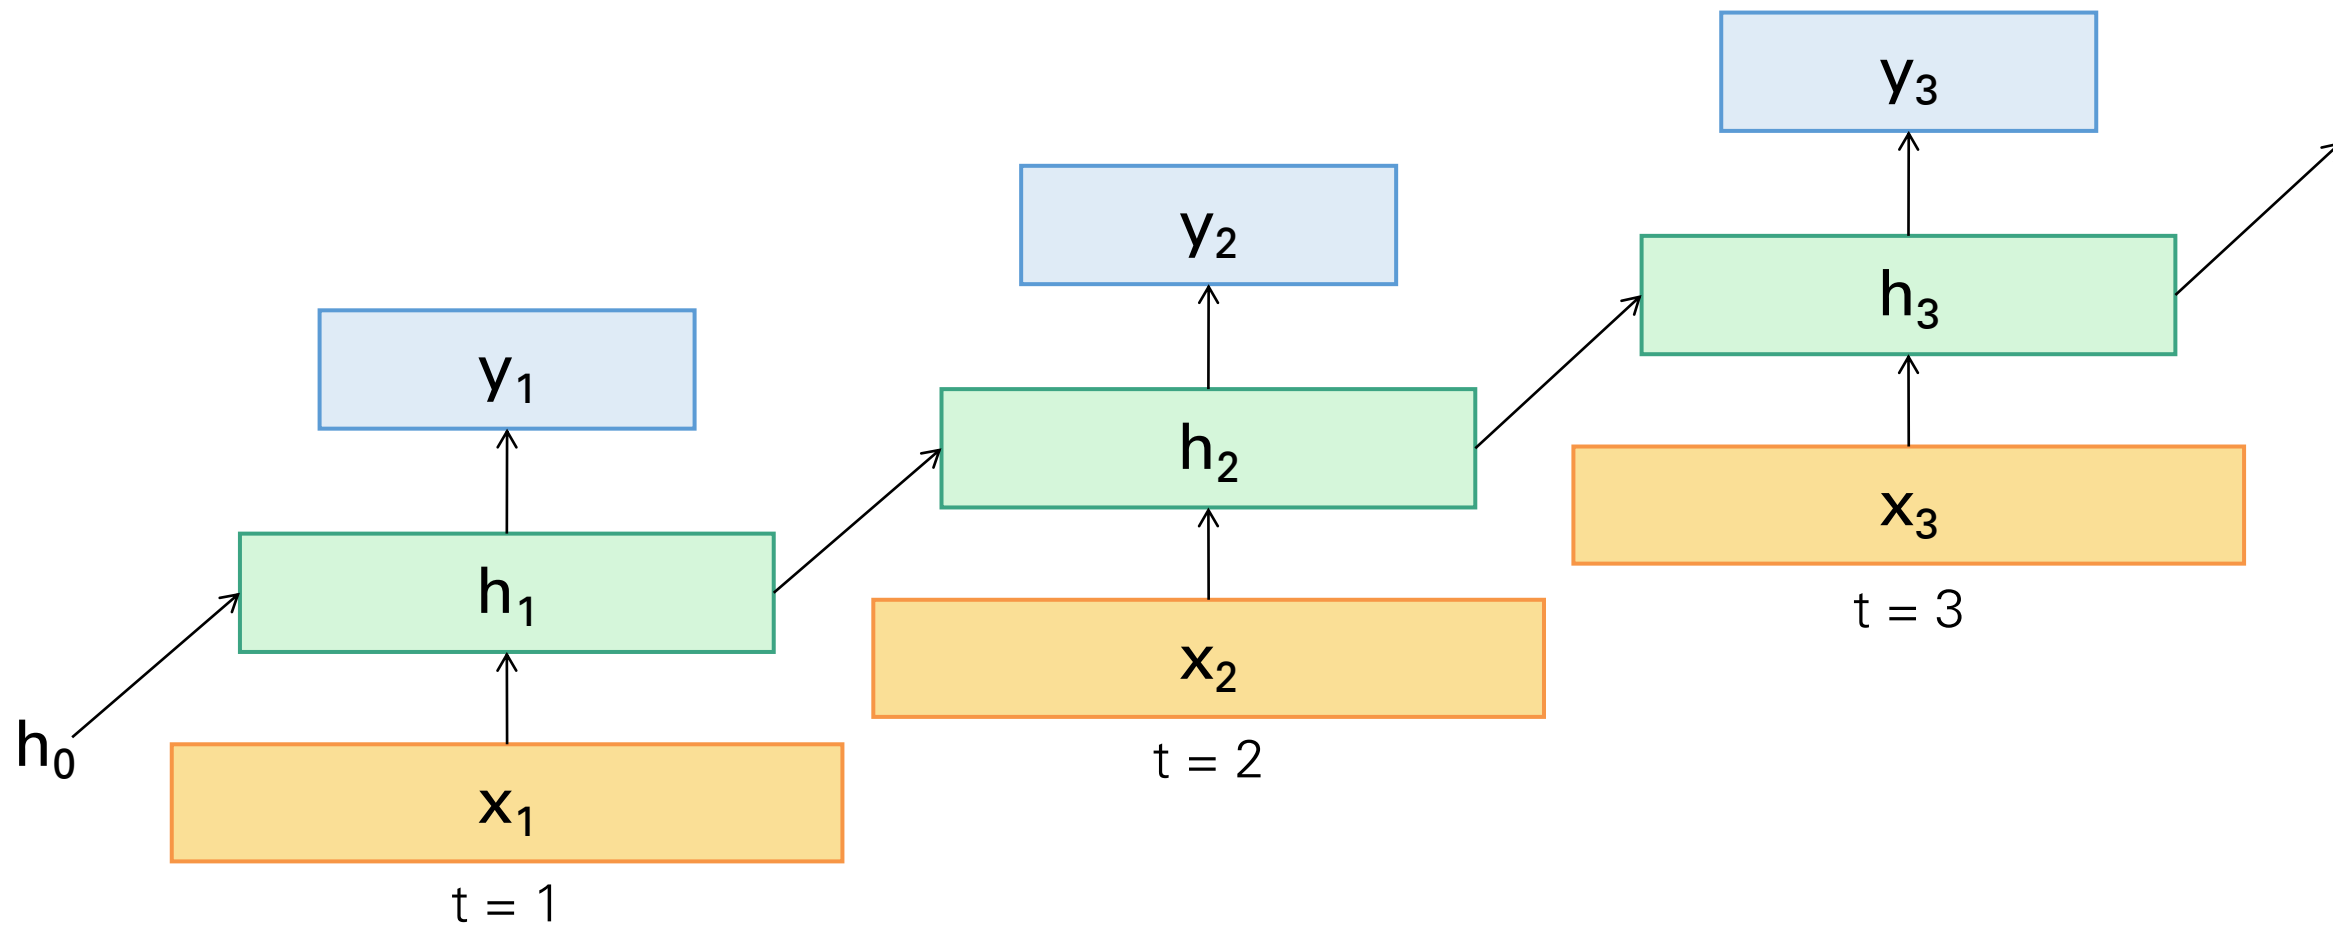 y₁
h₁
h₀
x₁
t = 1
y₂
h₂
x₂
t = 2
y₃
h₃
x₃
t = 3